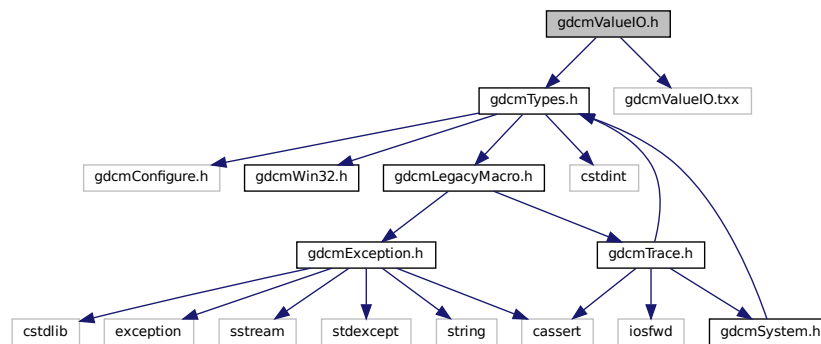 gdcmValueIO.h
gdcmTypes.h
gdcmValueIO.txx
gdcmConfigure.h
gdcmWin32.h
gdcmLegacyMacro.h
cstdint
gdcmException.h
gdcmTrace.h
cstdlib
exception
sstream
stdexcept
string
cassert
iosfwd
gdcmSystem.h